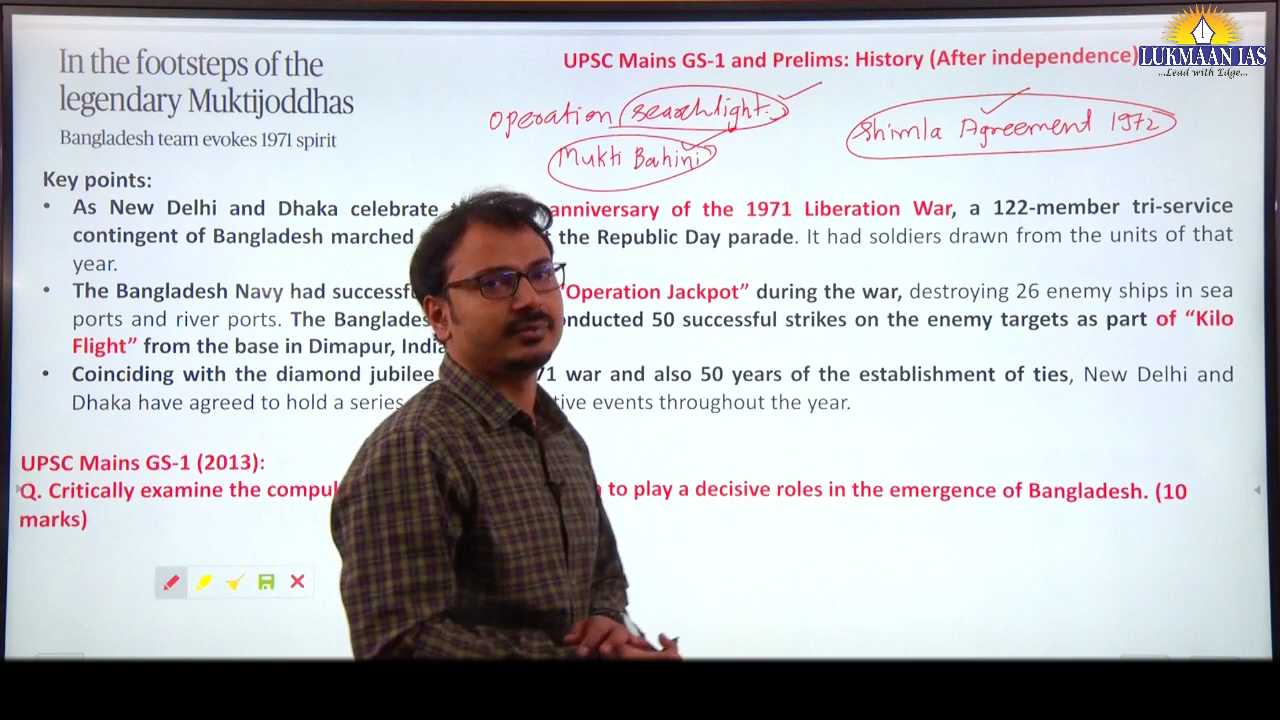 In the footsteps of the
legendary Muktijoddhas
Bangladesh team evokes 1971 spirit
UPSC Mains GS-1 and Prelims: History (After independence)
LUKMAAN IAS
...Lead with Edge...
operation searchlight.
Mukti Bahini
Shimla Agreement 1972
Key points:
• As New Delhi and Dhaka celebrate anniversary of the 1971 Liberation War, a 122-member tri-service
contingent of Bangladesh marched the Republic Day parade. It had soldiers drawn from the units of that
year.
• The Bangladesh Navy had "Operation Jackpot" during the war, destroying 26 enemy ships in sea
ports and river ports. The 50 successful strikes on the enemy targets as part of "Kilo
Flight" from the base in Dimapur,
• Coinciding with the diamond jubilee war and also 50 years of the establishment of ties, New Delhi and
Dhaka have agreed to hold a series events throughout the year.
UPSC Mains GS-1 (2013):
Q. Critically examine the to play a decisive roles in the emergence of Bangladesh. (10
marks)